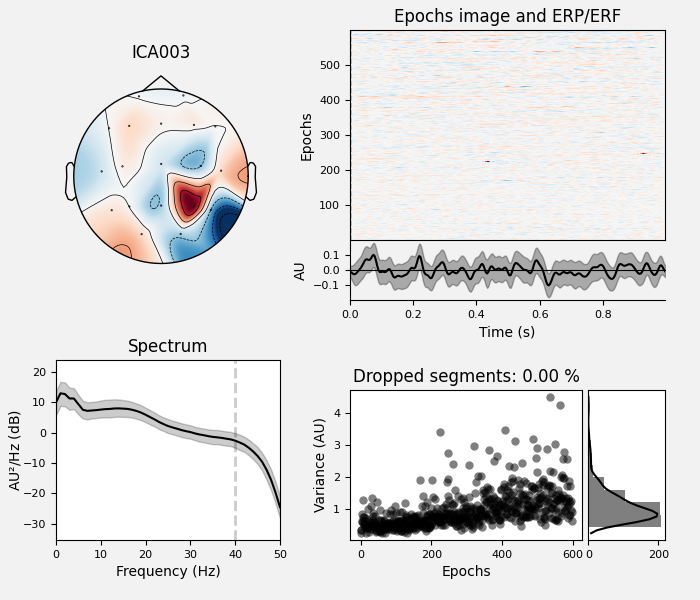 ICA003
Epochs image and ERP/ERF
Epochs
500
400
300
200
100
AU
0.1
0.0
−0.1
0.0 0.2 0.4 0.6 0.8
Time (s)
Spectrum
AU²/Hz (dB)
20
10
0
−10
−20
−30
0 10 20 30 40 50
Frequency (Hz)
Dropped segments: 0.00 %
Variance (AU)
4
3
2
1
0 200 400 600
Epochs
0 200